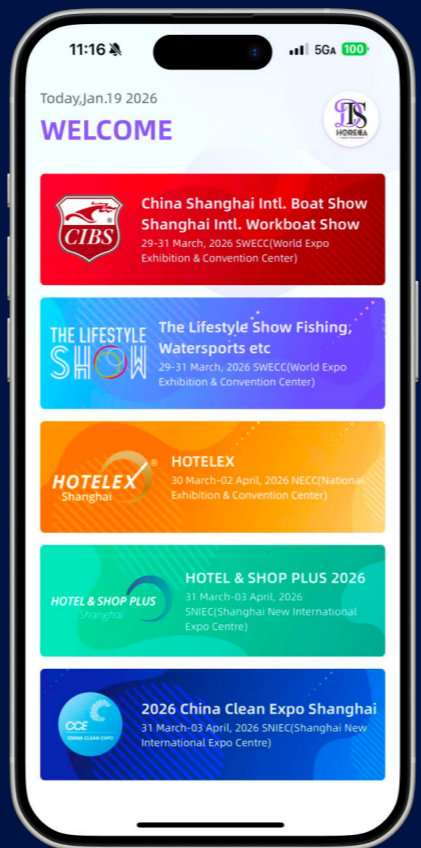 11:16
5GA 100
Today,Jan.19 2026
WELCOME
DTS
HORECA
CIBS
China Shanghai Intl. Boat Show
Shanghai Intl. Workboat Show
29-31 March, 2026 SWECC(World Expo
Exhibition & Convention Center)
THE LIFESTYLE
SHOW
The Lifestyle Show Fishing,
Watersports etc
29-31 March, 2026 SWECC(World Expo
Exhibition & Convention Center)
HOTELEX®
Shanghai
HOTELEX
30 March-02 April, 2026 NECC(National
Exhibition & Convention Center)
HOTEL & SHOP PLUS
Shanghai
HOTEL & SHOP PLUS 2026
31 March-03 April, 2026
SNIEC(Shanghai New International
Expo Centre)
CCE
CHINA CLEAN EXPO
2026 China Clean Expo Shanghai
31 March-03 April, 2026 SNIEC(Shanghai New
International Expo Centre)